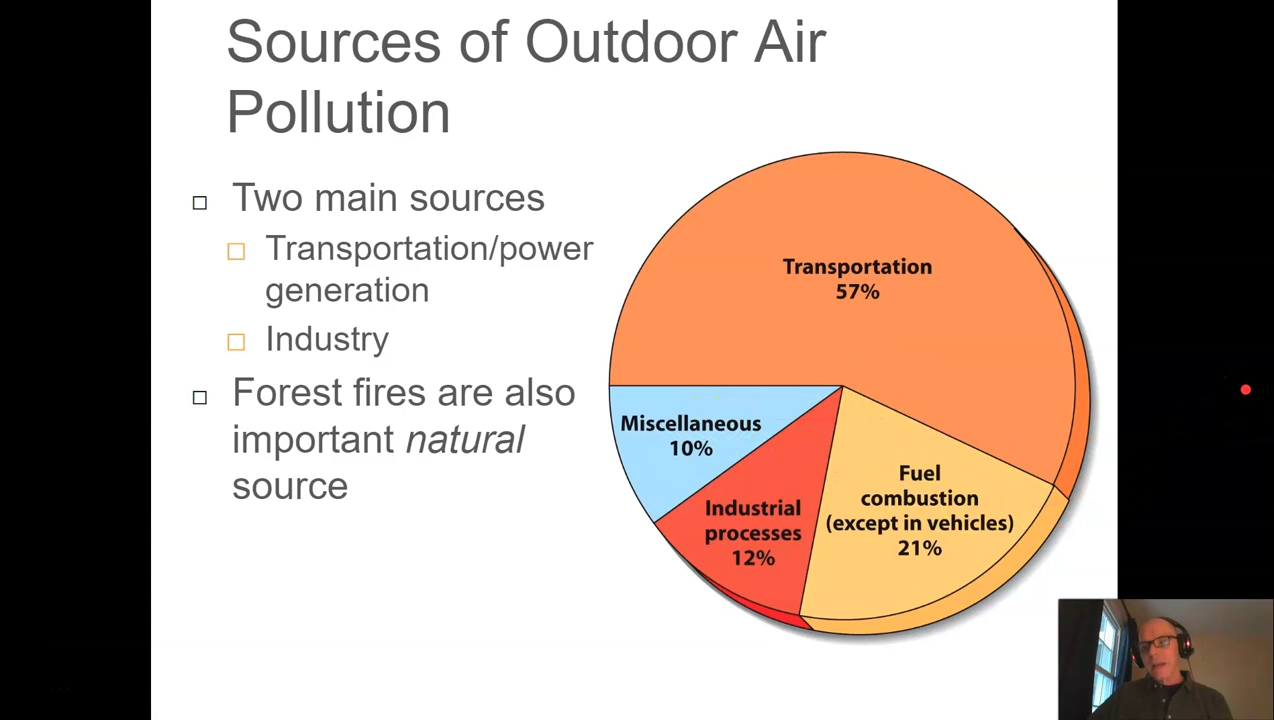 Sources of Outdoor Air
Pollution
Two main sources
Transportation/power
generation
Industry
Forest fires are also
important natural
source
Transportation
57%
Miscellaneous
10%
Industrial
processes
12%
Fuel
combustion
(except in vehicles)
21%